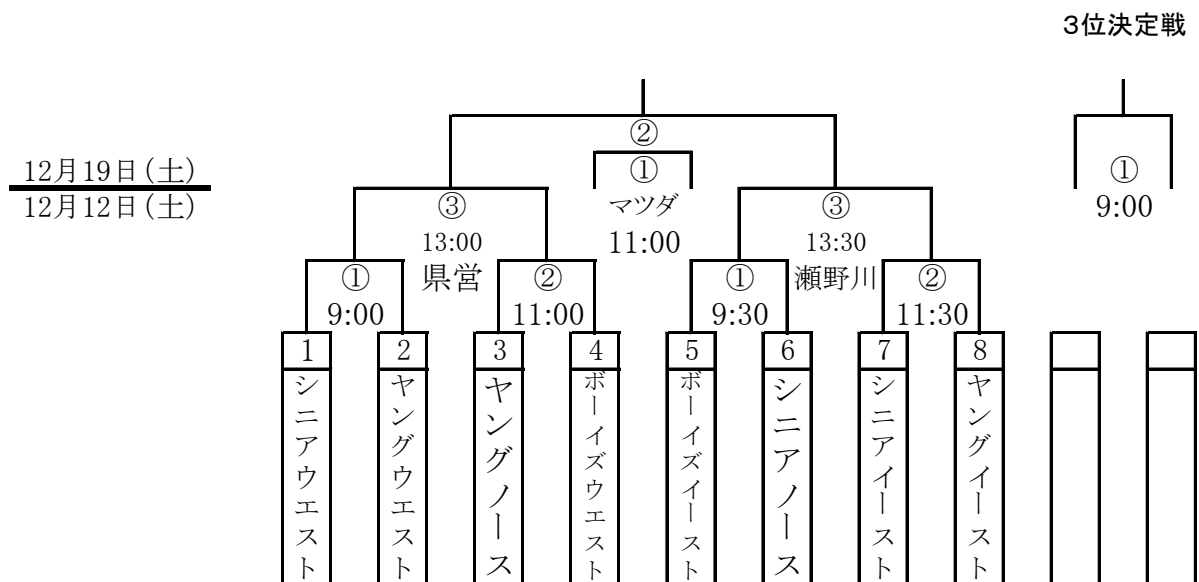 3位決定戦
②
12月19日(土)
①
①
12月12日(土)
③
マツダ
③
9:00
13:00
11:00
13:30
①
県営
②
①
瀬野川
②
9:00
11:00
9:30
11:30
1
2
3
4
5
6
7
8
シニアウエスト
ヤングウエスト
ヤングノース
ボーイズウエスト
ボーイズイースト
シニアノース
シニアイースト
ヤングイースト